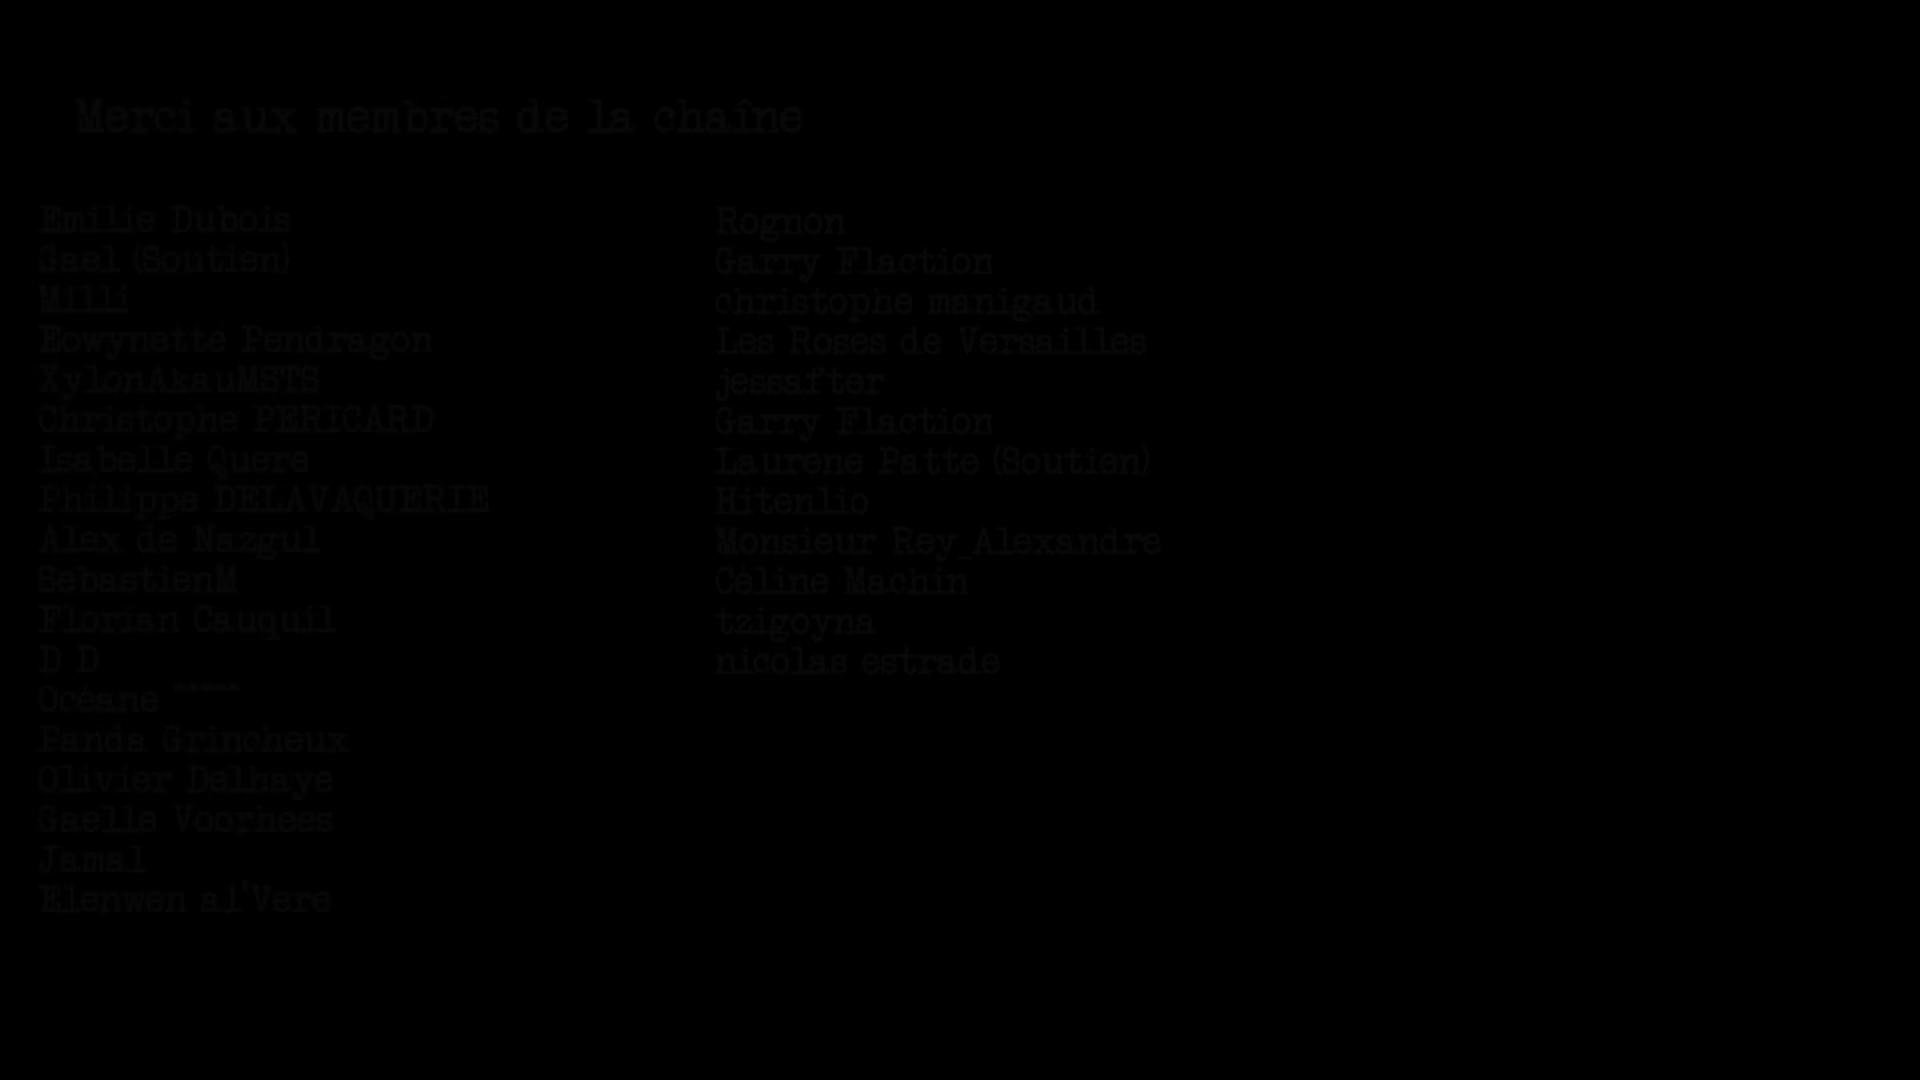 Merci aux membres de la chaîne
Emilie Dubois
Gael (Soutien)
Milli
Eowynette Pendragon
XylonAkauMSTS
Christophe PERICARD
Isabelle Quere
Philippe DELAVAQUERIE
Alex de Nazgul
SebastienM
Florian Cauquil
D D
Océane ^^^^^
Panda Grincheux
Olivier Delhaye
Gaelle Voorhees
Jamal
Elenwen al'Vere
Rognon
Garry Flaction
christophe manigaud
Les Roses de Versailles
jessafter
Garry Flaction
Laurene Patte (Soutien)
Hitenlio
Monsieur Rey_Alexandre
Céline Machin
tzigoyna
nicolas estrade